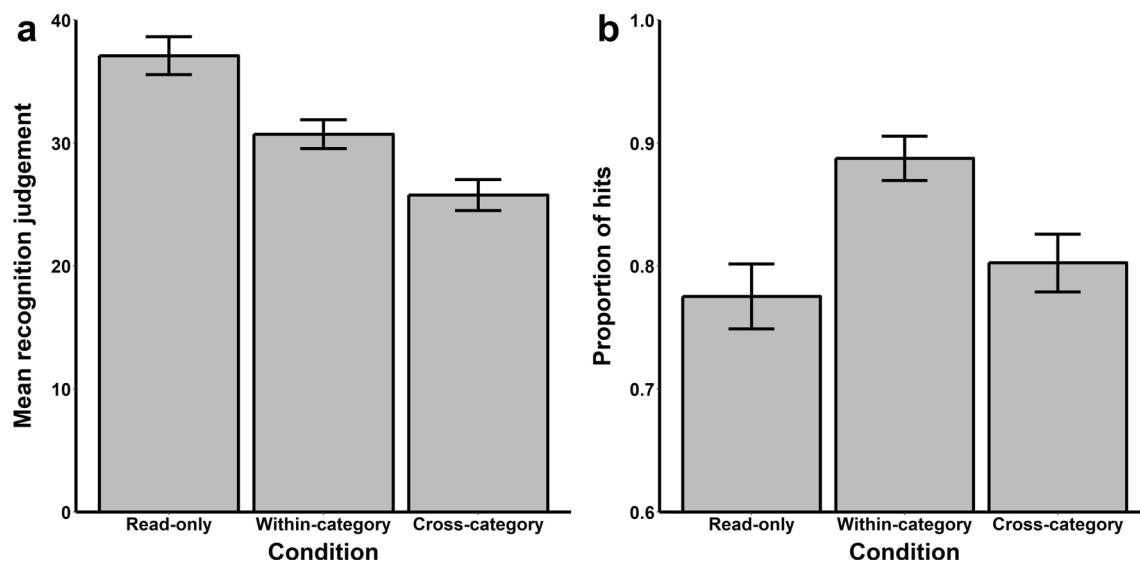 a
Mean recognition judgement
40
30
20
10
0
Read-only Within-category Cross-category
Condition
b
Proportion of hits
1.0
0.9
0.8
0.7
0.6
Read-only Within-category Cross-category
Condition